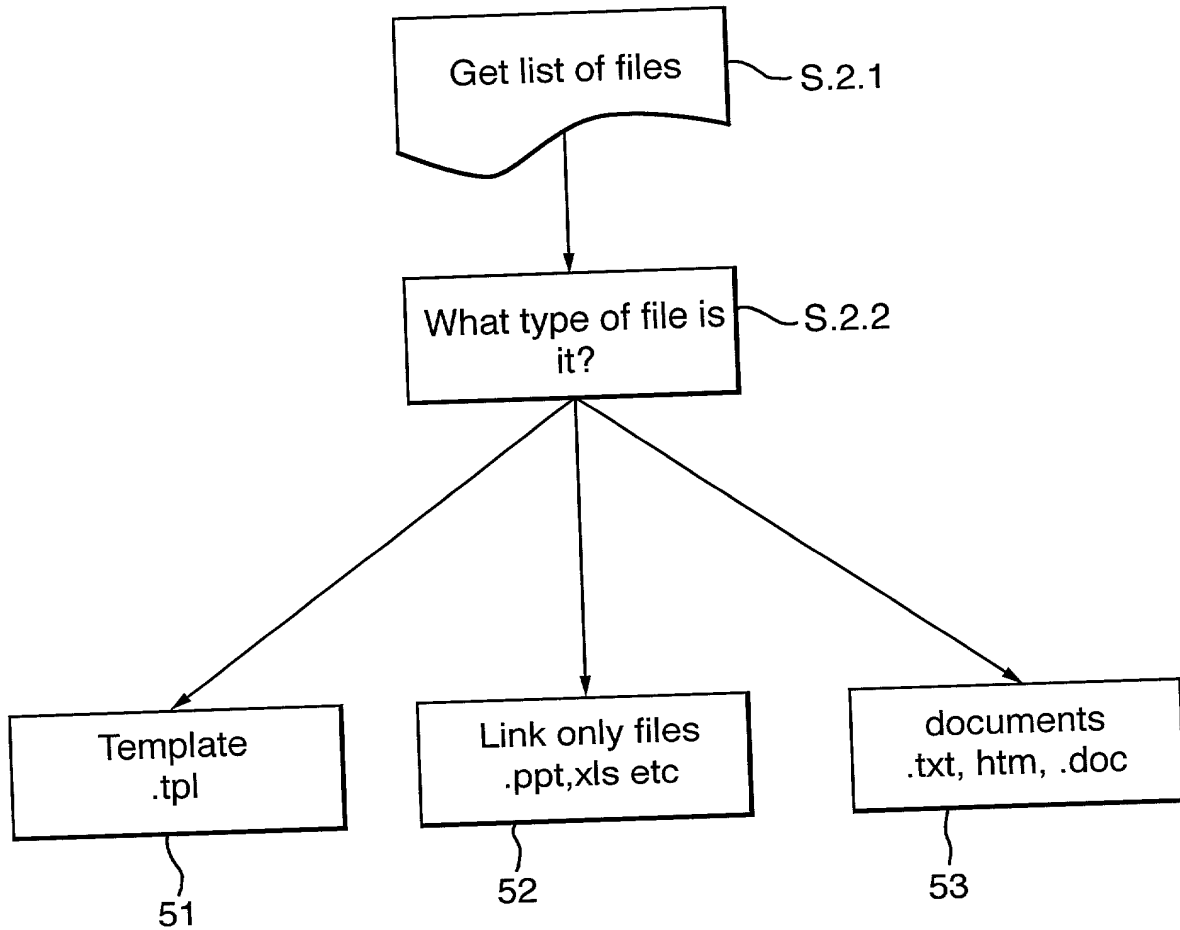 Get list of files
S.2.1
What type of file is
it?
S.2.2
Template
.tpl
51
Link only files
.ppt,xls etc
52
documents
.txt, htm, .doc
53